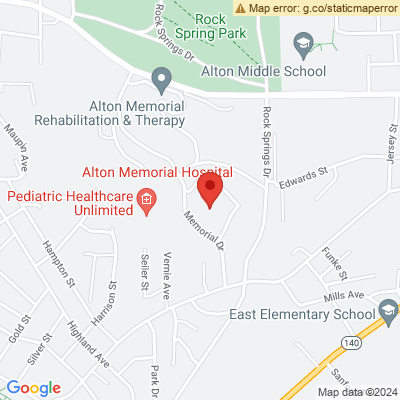 Map error: g.co/staticmaperror
Rock
Spring Park
Rock Springs Dr
Alton Middle School
Alton Memorial
Rehabilitation & Therapy
Rock Springs Dr
Jersey St
Maupin Ave
Alton Memorial Hospital
Edwards St
Pediatric Healthcare
Unlimited
Memorial Dr
Hampton St
Seiler St
Vernie Ave
Funke St
Harrison St
Mills Ave
East Elementary School
Gold St
Silver St
Highland Ave
140
Park Dr
Google
Map data ©2024